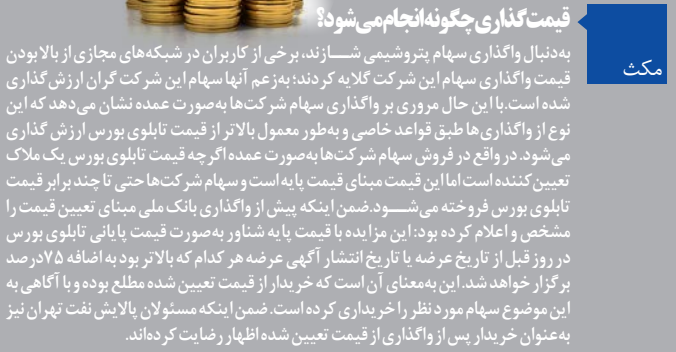 قیمت‌گذاری چگونه انجام می‌شود؟
مکث
به‌دنبال واگذاری سهام پتروشیمی شــازند، برخی از کاربران در شبکه‌های مجازی از بالا بودن
قیمت واگذاری سهام این شرکت گلایه کردند؛ به‌زعم آنها سهام این شرکت گران ارزش گذاری
شده است. با این حال مروری بر واگذاری سهام شرکت‌ها به‌صورت عمده نشان می‌دهد که این
نوع از واگذاری‌ها طبق قواعد خاصی و به‌طور معمول بالاتر از قیمت تابلوی بورس ارزش گذاری
می‌شود. در واقع در فروش سهام شرکت‌ها به‌صورت عمده اگر چه قیمت تابلوی بورس یک ملاک
تعیین کننده است اما این قیمت مبنای قیمت پایه است و سهام شرکت‌ها حتی تا چند برابر قیمت
تابلوی بورس فروخته می‌شــود. ضمن اینکه پیش از واگذاری بانک ملی مبنای تعیین قیمت را
مشخص و اعلام کرده بود: این مزایده با قیمت پایه شناور به‌صورت قیمت پایانی تابلوی بورس
در روز قبل از تاریخ عرضه یا تاریخ انتشار آگهی عرضه هر کدام که بالاتر بود به اضافه ۷۵درصد
برگزار خواهد شد. این به‌معنای آن است که خریدار از قیمت تعیین شده مطلع بوده و با آگاهی به
این موضوع سهام مورد نظر را خریداری کرده است. ضمن اینکه مسئولان پالایش نفت تهران نیز
به‌عنوان خریدار پس از واگذاری از قیمت تعیین شده اظهار رضایت کرده‌اند.